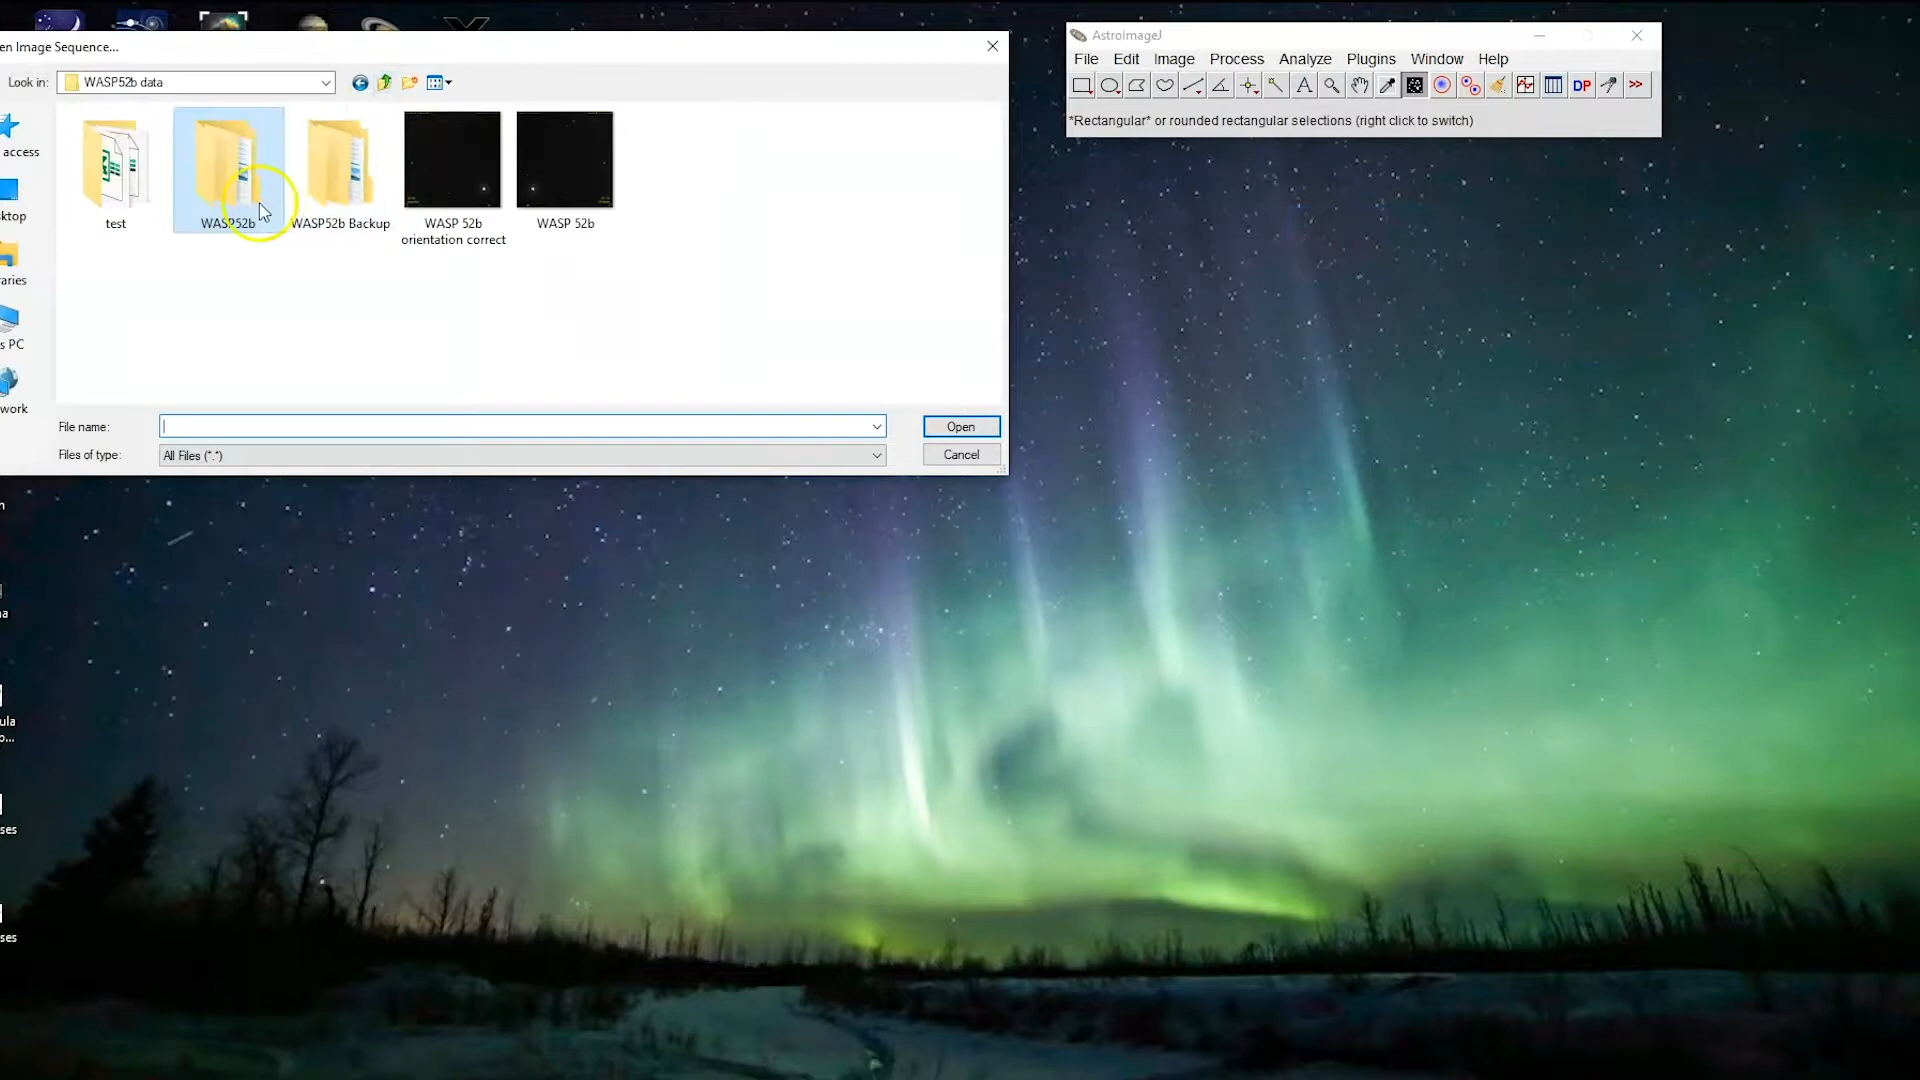 en Image Sequence...
Look in:
WASP52b data
access
ktop
raries
s PC
work
test
WASP52b
WASP52b Backup
WASP 52b
orientation correct
WASP 52b
File name:
Open
Files of type:
All Files (*.*)
Cancel
AstroImageJ
File Edit Image Process Analyze Plugins Window Help
A DP >>
*Rectangular* or rounded rectangular selections (right click to switch)
n
na
ula
o...
ses
ses